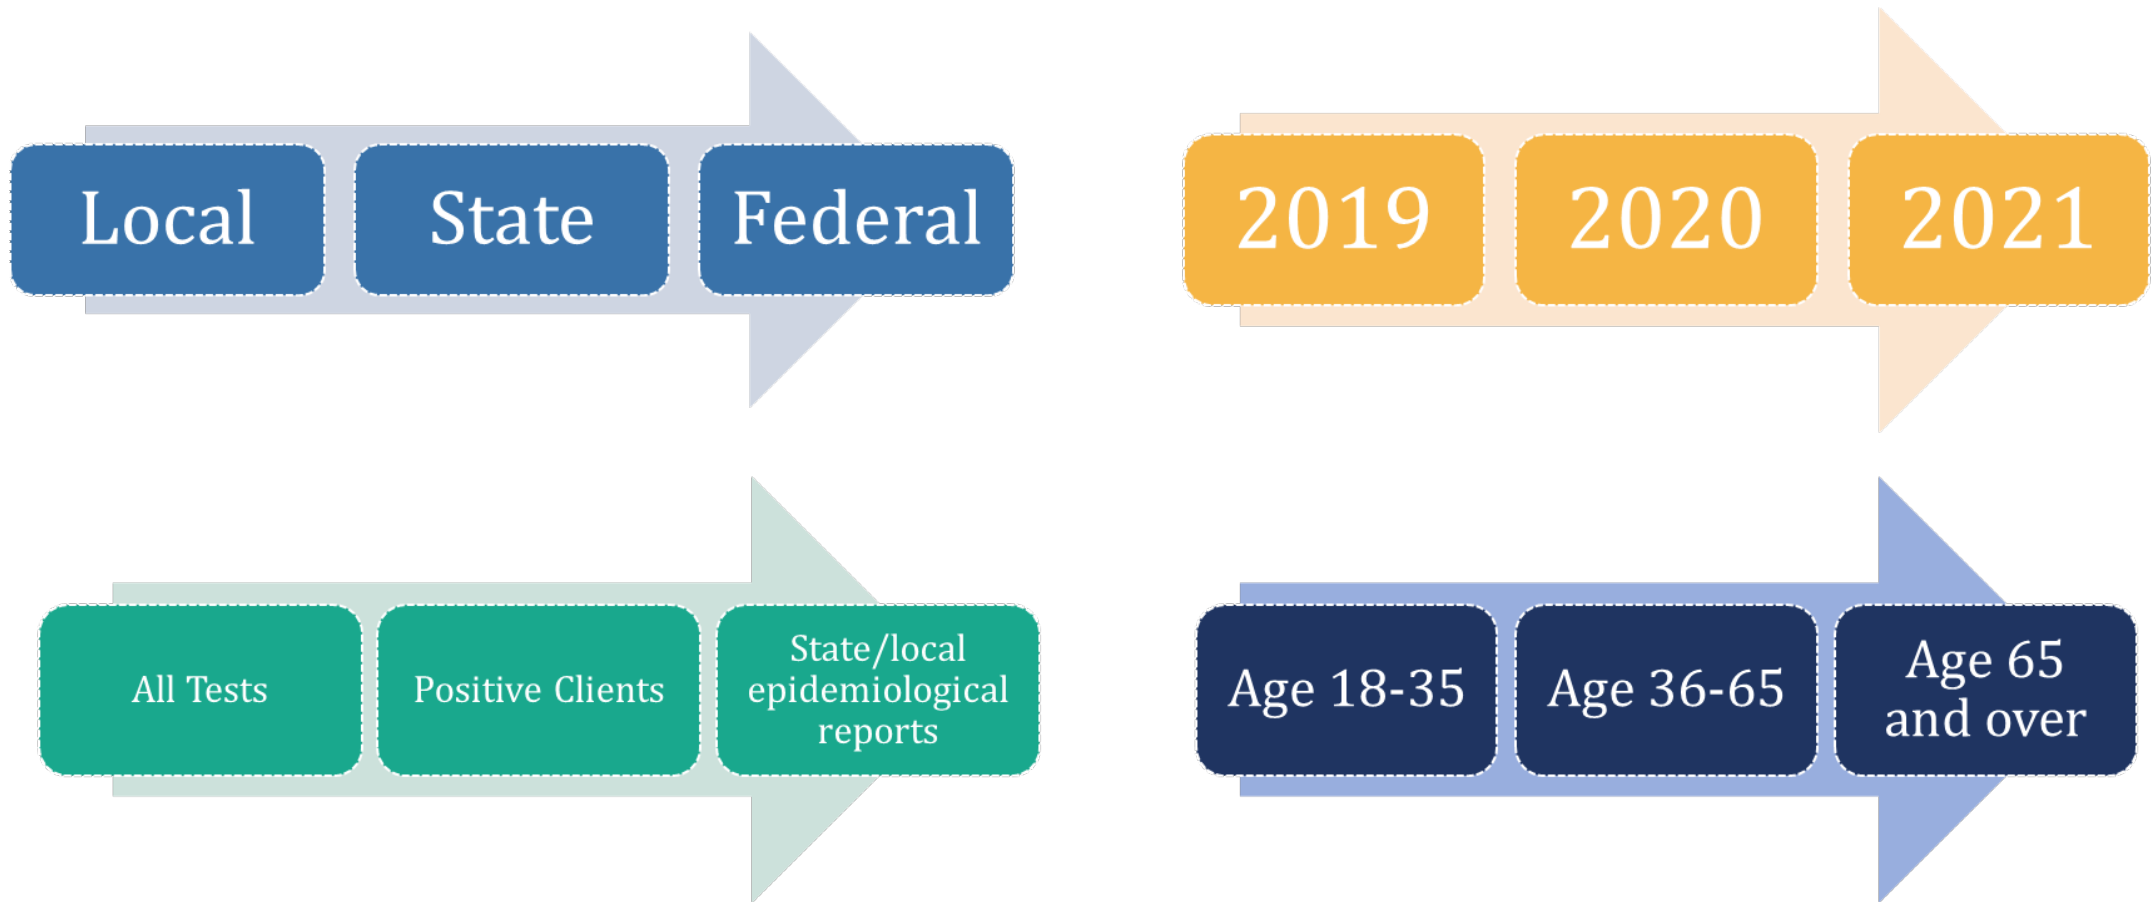 Local
State
Federal
2019
2020
2021
All Tests
Positive Clients
State/local
epidemiological
reports
Age 18-35
Age 36-65
Age 65
and over